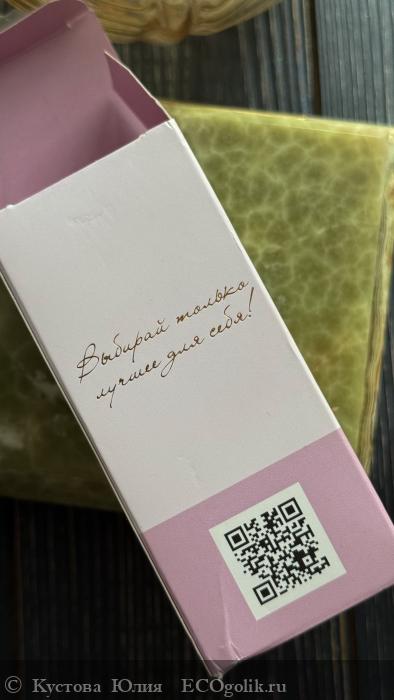 Выбирай только
лучшее для себя!
© Кустова Юлия ECOgolik.ru